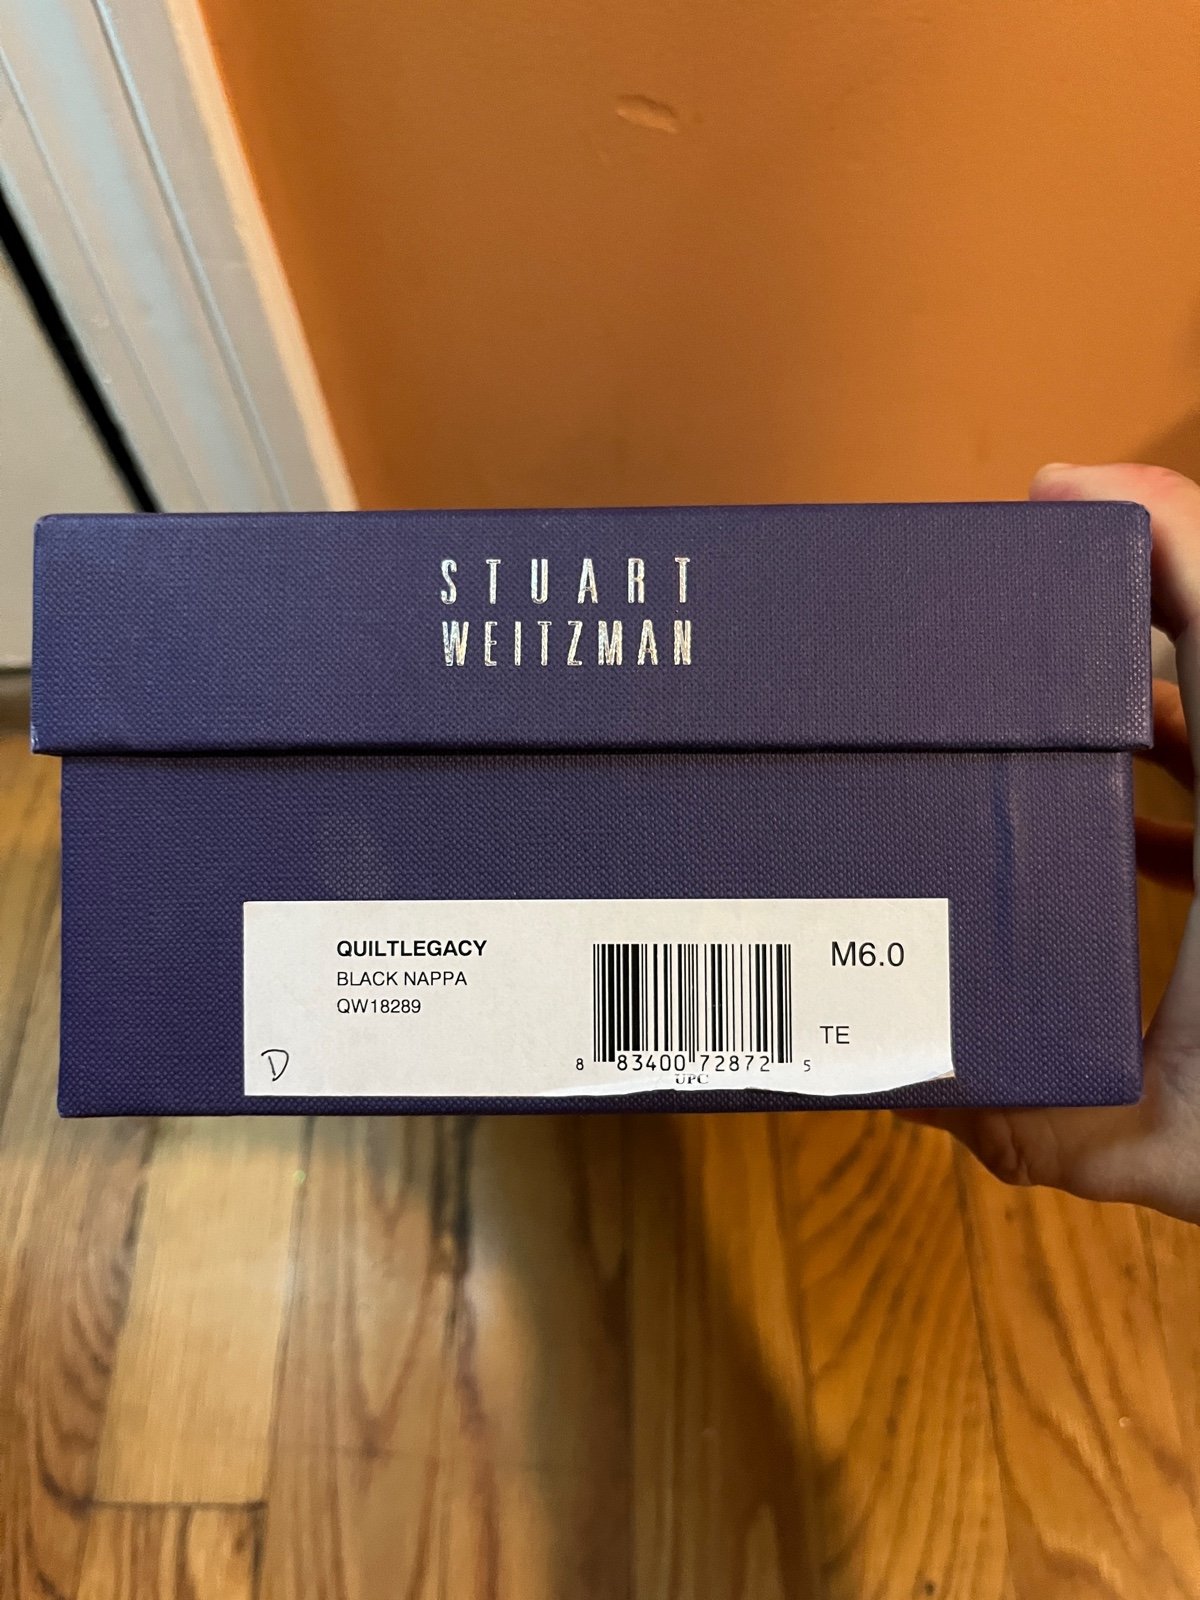 STUART
WEITZMAN
QUILTLEGACY
BLACK NAPPA
QW18289
D
8 83400 72872 5
UPC
M6.0
TE